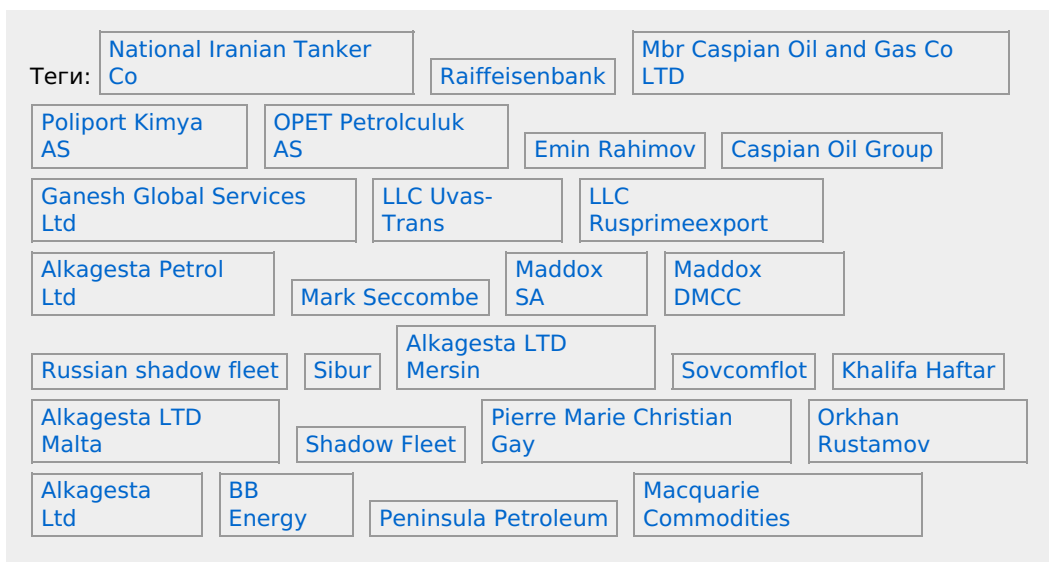 Теги: National Iranian Tanker Co Raiffeisenbank Mbr Caspian Oil and Gas Co LTD
Poliport Kimya AS OPET Petrolculuk AS Emin Rahimov Caspian Oil Group
Ganesh Global Services Ltd LLC Uvas-Trans LLC Rusprimeexport
Alkagesta Petrol Ltd Mark Seccombe Maddox SA Maddox DMCC
Russian shadow fleet Sibur Alkagesta LTD Mersin Sovcomflot Khalifa Haftar
Alkagesta LTD Malta Shadow Fleet Pierre Marie Christian Gay Orkhan Rustamov
Alkagesta Ltd BB Energy Peninsula Petroleum Macquarie Commodities